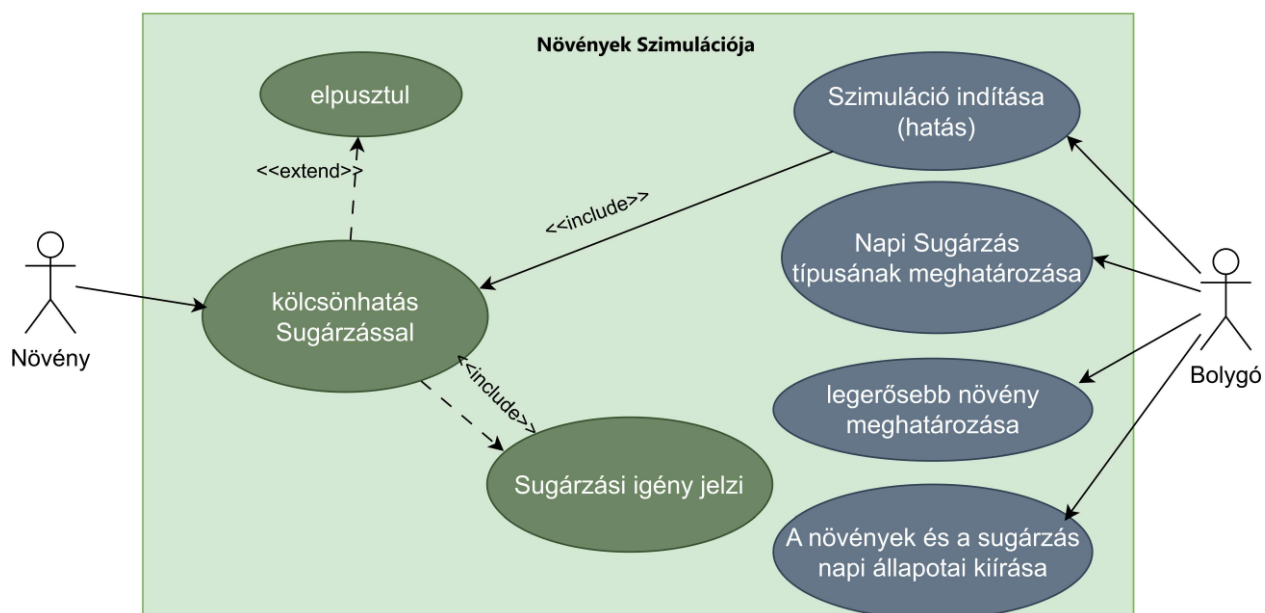 Növények Szimulációja
elpusztul
Szimuláció indítása
(hatás)
<<extend>>
<<include>>
Napi Sugárzás
típusának meghatározása
kölcsönhatás
Sugárzással
Növény
Bolygó
<<include>>
legerősebb növény
meghatározása
Sugárzási igény jelzi
A növények és a sugárzás
napi állapotai kiírása